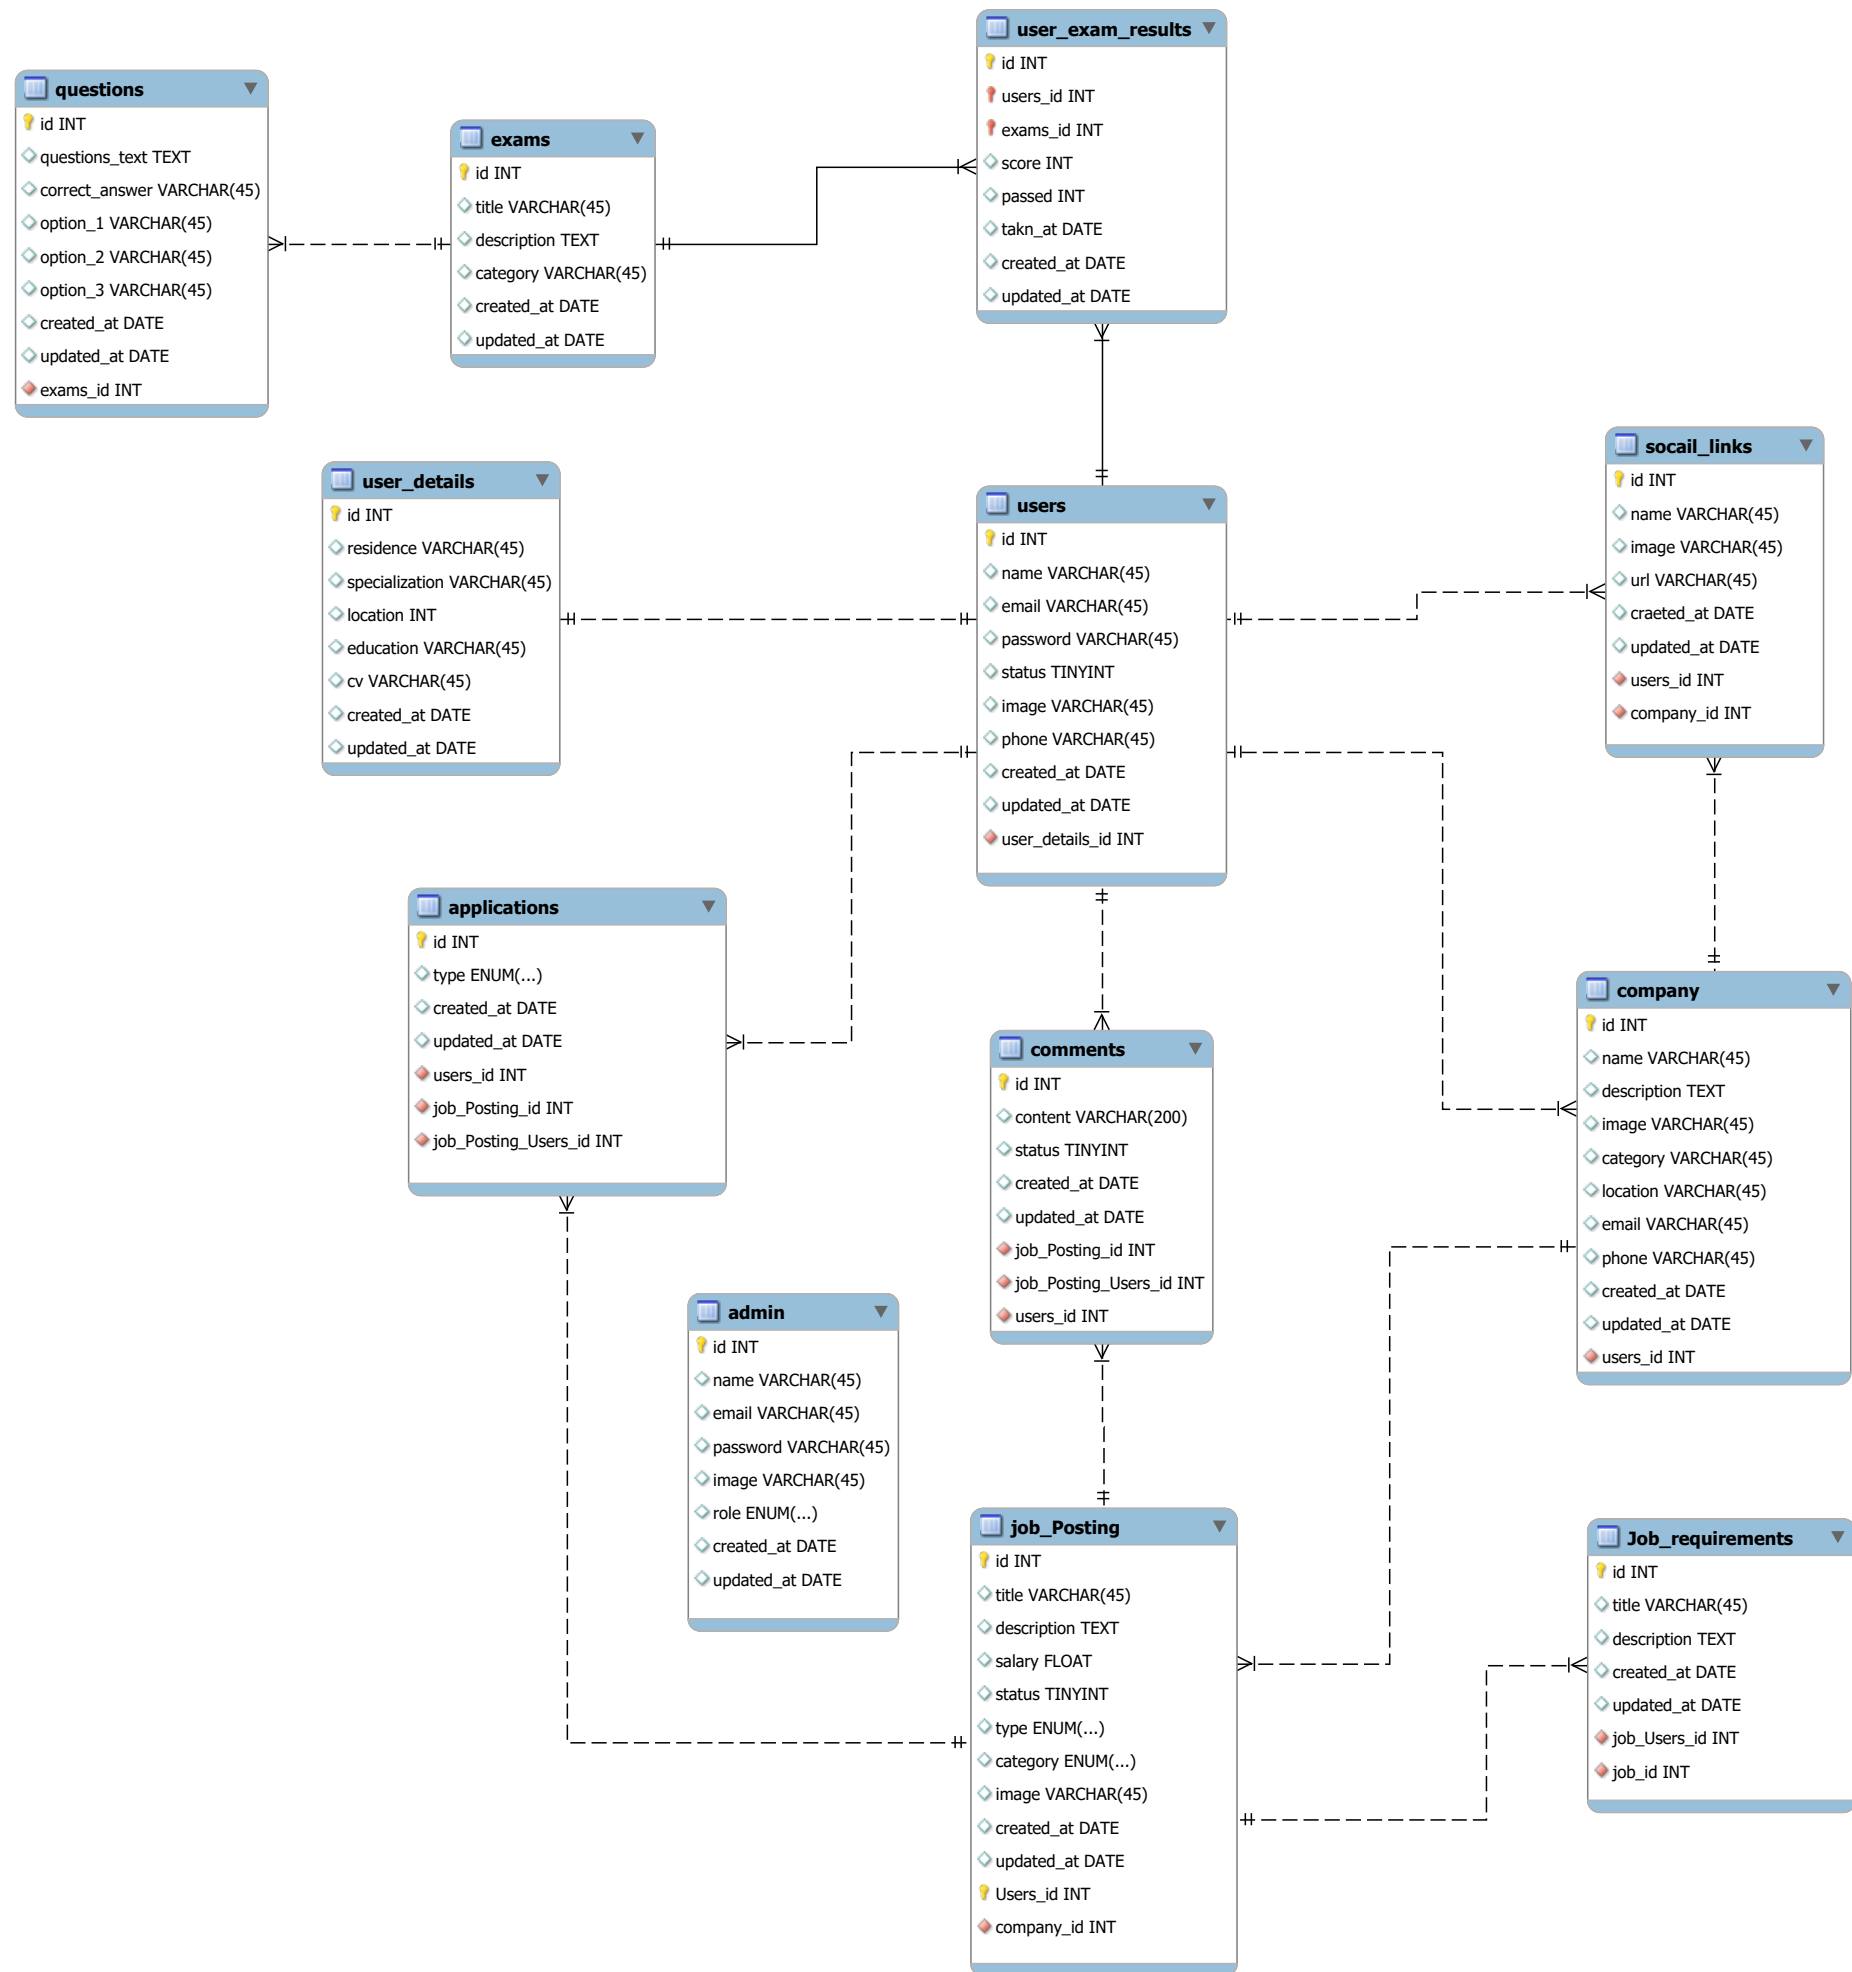 user_exam_results
id INT
users_id INT
exams_id INT
score INT
passed INT
takn_at DATE
created_at DATE
updated_at DATE
questions
id INT
questions_text TEXT
correct_answer VARCHAR(45)
option_1 VARCHAR(45)
option_2 VARCHAR(45)
option_3 VARCHAR(45)
created_at DATE
updated_at DATE
exams_id INT
exams
id INT
title VARCHAR(45)
description TEXT
category VARCHAR(45)
created_at DATE
updated_at DATE
user_details
id INT
residence VARCHAR(45)
specialization VARCHAR(45)
location INT
education VARCHAR(45)
cv VARCHAR(45)
created_at DATE
updated_at DATE
users
id INT
name VARCHAR(45)
email VARCHAR(45)
password VARCHAR(45)
status TINYINT
image VARCHAR(45)
phone VARCHAR(45)
created_at DATE
updated_at DATE
user_details_id INT
socail_links
id INT
name VARCHAR(45)
image VARCHAR(45)
url VARCHAR(45)
craeted_at DATE
updated_at DATE
users_id INT
company_id INT
applications
id INT
type ENUM(...)
created_at DATE
updated_at DATE
users_id INT
job_Posting_id INT
job_Posting_Users_id INT
comments
id INT
content VARCHAR(200)
status TINYINT
created_at DATE
updated_at DATE
job_Posting_id INT
job_Posting_Users_id INT
users_id INT
company
id INT
name VARCHAR(45)
description TEXT
image VARCHAR(45)
category VARCHAR(45)
location VARCHAR(45)
email VARCHAR(45)
phone VARCHAR(45)
created_at DATE
updated_at DATE
users_id INT
admin
id INT
name VARCHAR(45)
email VARCHAR(45)
password VARCHAR(45)
image VARCHAR(45)
role ENUM(...)
created_at DATE
updated_at DATE
job_Posting
id INT
title VARCHAR(45)
description TEXT
salary FLOAT
status TINYINT
type ENUM(...)
category ENUM(...)
image VARCHAR(45)
created_at DATE
updated_at DATE
Users_id INT
company_id INT
Job_requirements
id INT
title VARCHAR(45)
description TEXT
created_at DATE
updated_at DATE
job_Users_id INT
job_id INT